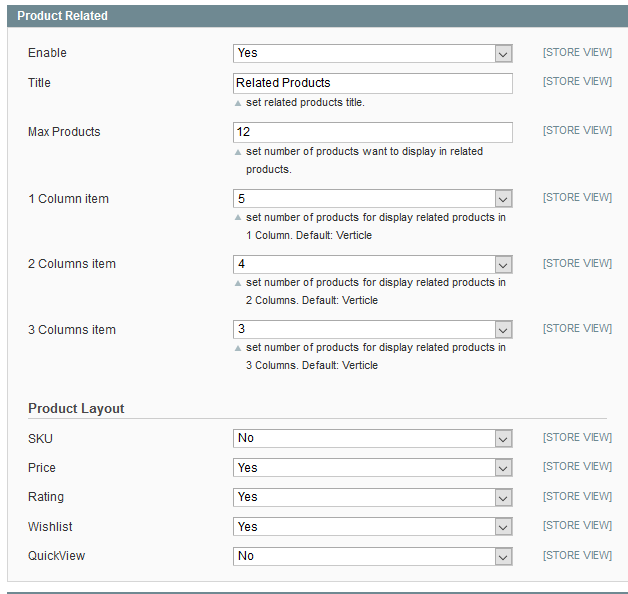 Product Related
Enable Yes [STORE VIEW]
Title Related Products [STORE VIEW]
set related products title.
Max Products 12 [STORE VIEW]
set number of products want to display in related
products.
1 Column item 5 [STORE VIEW]
set number of products for display related products in
1 Column. Default: Verticle
2 Columns item 4 [STORE VIEW]
set number of products for display related products in
2 Columns. Default: Verticle
3 Columns item 3 [STORE VIEW]
set number of products for display related products in
3 Columns. Default: Verticle
Product Layout
SKU No [STORE VIEW]
Price Yes [STORE VIEW]
Rating Yes [STORE VIEW]
Wishlist Yes [STORE VIEW]
QuickView No [STORE VIEW]